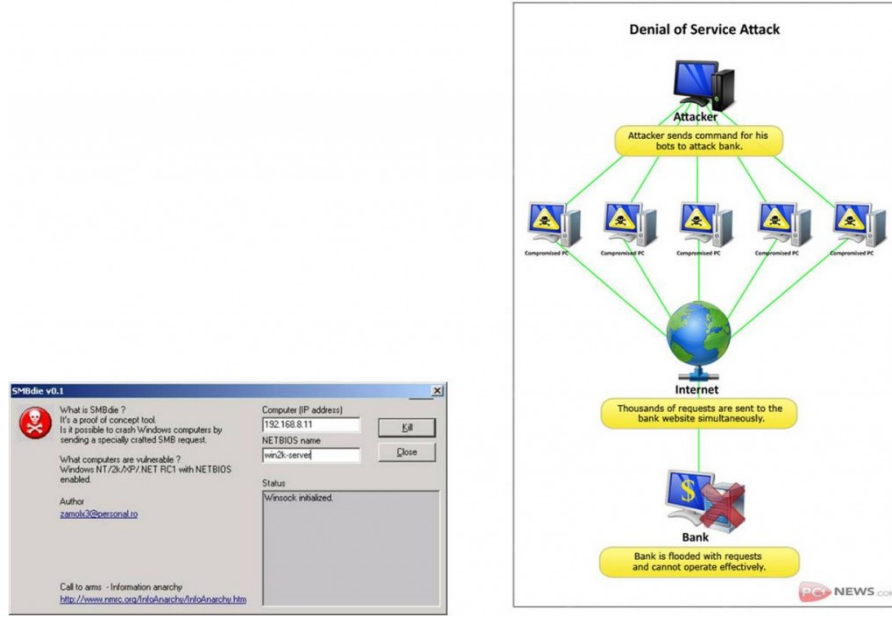 SMBdie v0.1
What is SMBdie ?
It's a proof of concept tool.
Is it possible to crash Windows computers by
sending a specially crafted SMB request.
What computers are vulnerable ?
Windows NT/2k/XP/.NET RC1 with NETBIOS
enabled.
Author
zamolx3@personal.ro
Call to arms - Information anarchy
http://www.nmrc.org/InfoAnarchy/InfoAnarchy.htm
Computer (IP address)
192.168.8.11
NETBIOS name
win2k-server
Kill
Close
Status
Winsock initialized.
Denial of Service Attack
Attacker
Attacker sends command for his
bots to attack bank.
Compromised PC
Compromised PC
Compromised PC
Compromised PC
Compromised PC
Internet
Thousands of requests are sent to the
bank website simultaneously.
$
Bank
Bank is flooded with requests
and cannot operate effectively.
NEWS